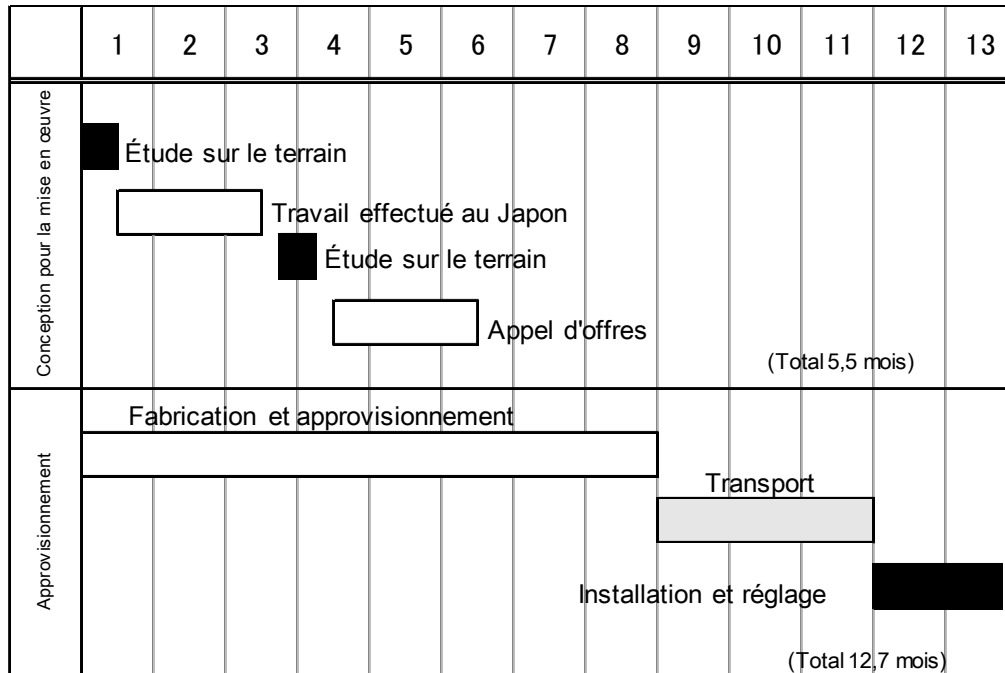 1 2 3 4 5 6 7 8 9 10 11 12 13
Conception pour la mise en œuvre
Étude sur le terrain
Travail effectué au Japon
Étude sur le terrain
Appel d'offres
(Total 5,5 mois)
Approvisionnement
Fabrication et approvisionnement
Transport
Installation et réglage
(Total 12,7 mois)